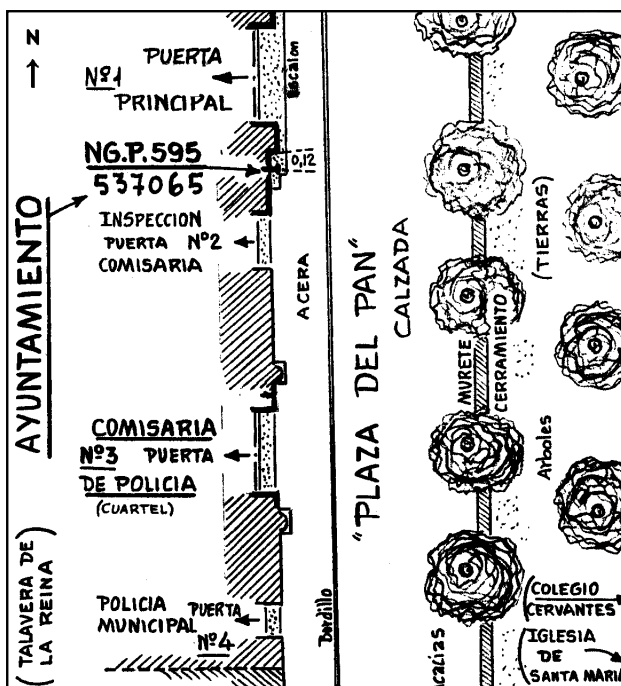 N
PUERTA
Nº1
PRINCIPAL
Escalon
NG.P.595
537065
0,12
AYUNTAMIENTO
INSPECCION
PUERTA Nº2
COMISARIA
ACERA
"PLAZA DEL PAN"
CALZADA
MURETE
CERRAMIENTO
(TIERRAS)
Arboles
COMISARIA
Nº3 PUERTA
DE POLICIA
(CUARTEL)
(TALAVERA DE
LA REINA)
POLICIA PUERTA
MUNICIPAL
Nº4
Bordillo
(COLEGIO
CERVANTES
(IGLESIA
DE
SANTA MARIA